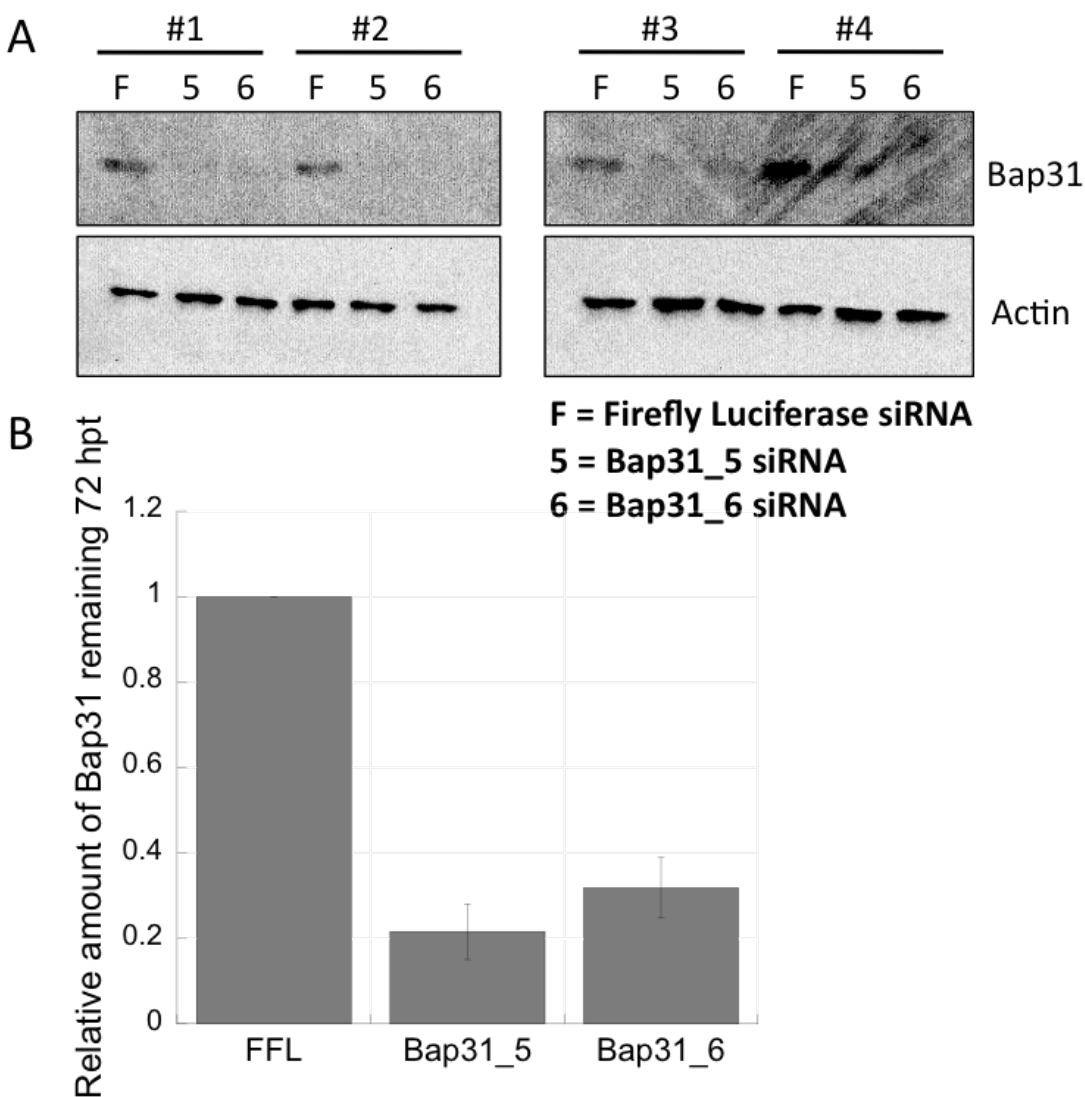 A
#1 #2 #3 #4
F 5 6 F 5 6 F 5 6 F 5 6
Bap31
Actin
F = Firefly Luciferase siRNA
5 = Bap31_5 siRNA
6 = Bap31_6 siRNA
B
Relative amount of Bap31 remaining 72 hpt
1.2
1
0.8
0.6
0.4
0.2
0
FFL Bap31_5 Bap31_6